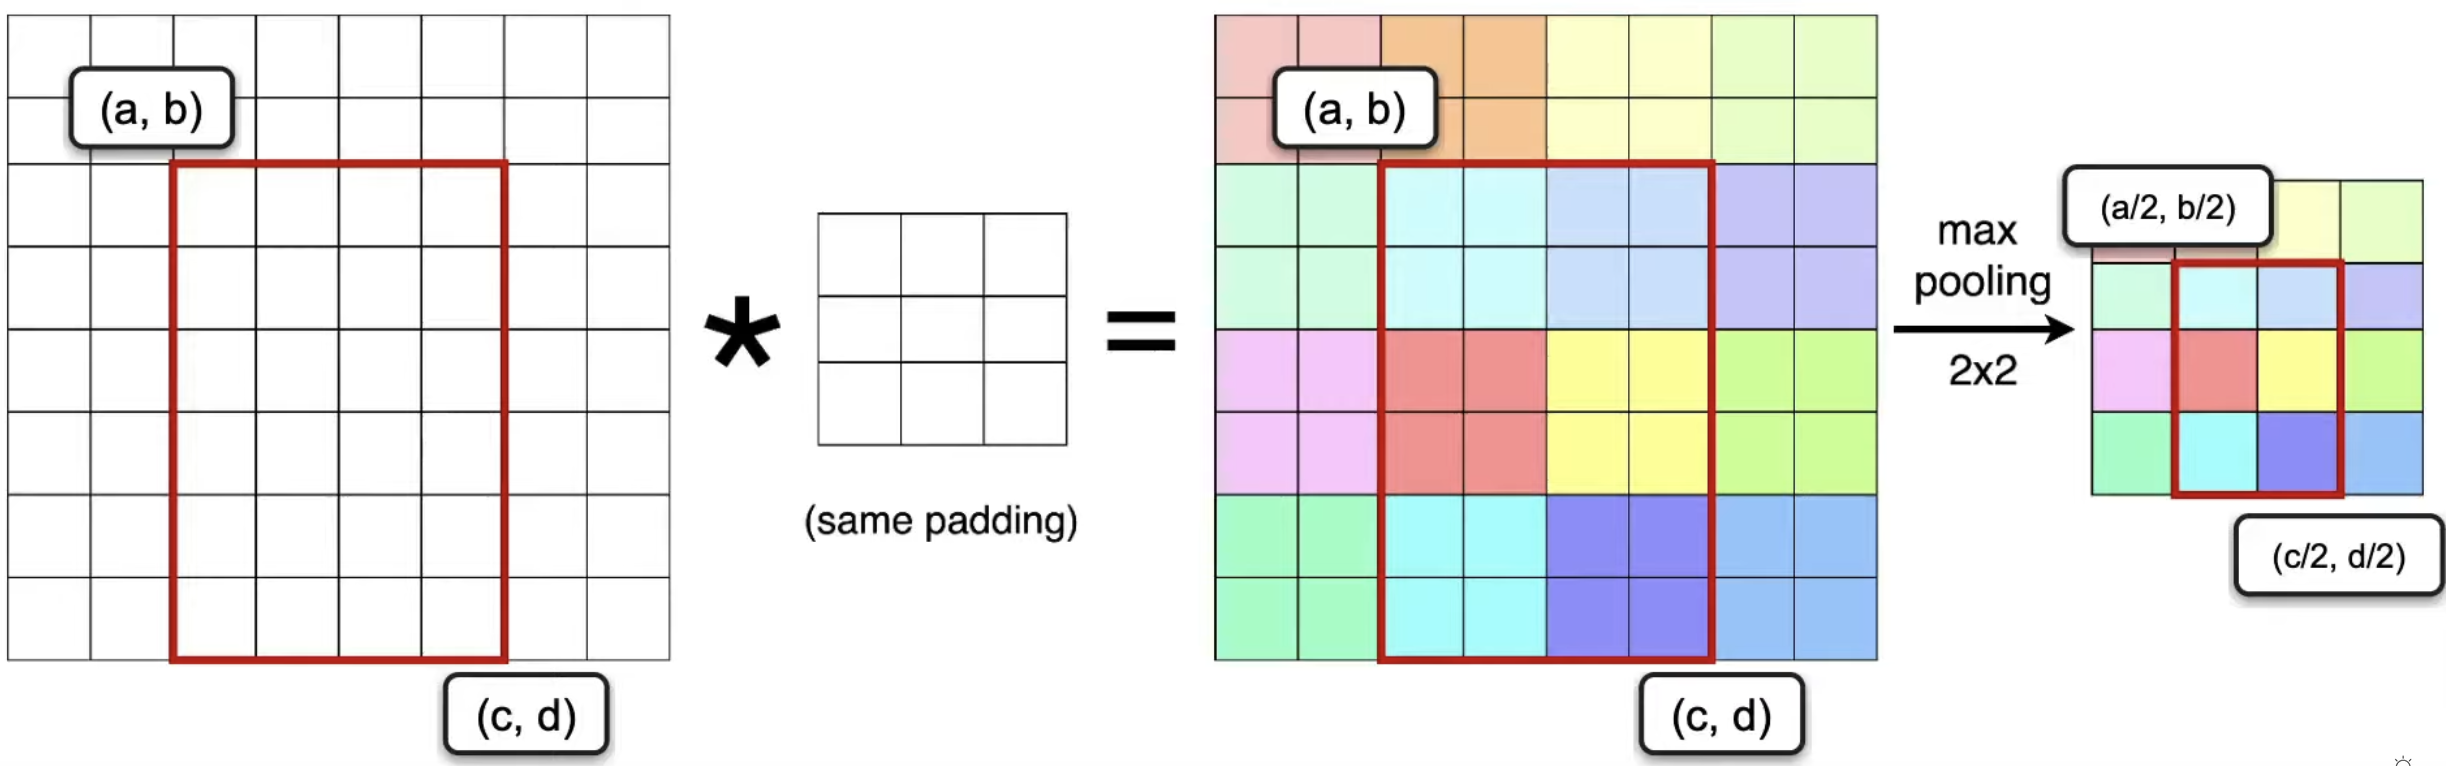 (a, b)
(c, d)
*
(same padding)
=
(a, b)
(c, d)
max
pooling
2x2
(a/2, b/2)
(c/2, d/2)